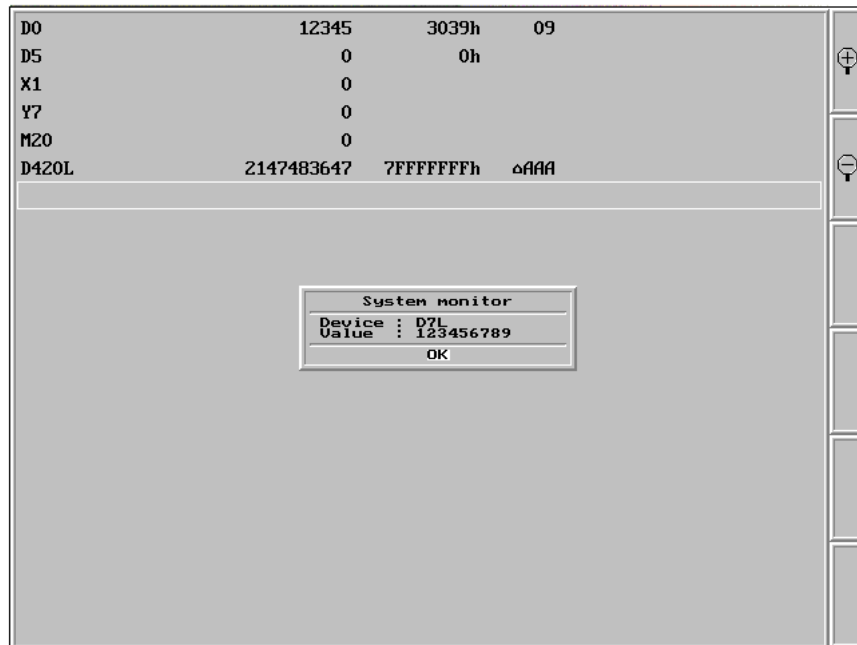 D0 12345 3039h 09
D5 0 0h
X1 0
Y7 0
M20 0
D420L 2147483647 7FFFFFFFh ⌂AAA
System monitor
Device : D7L
Value : 123456789
OK